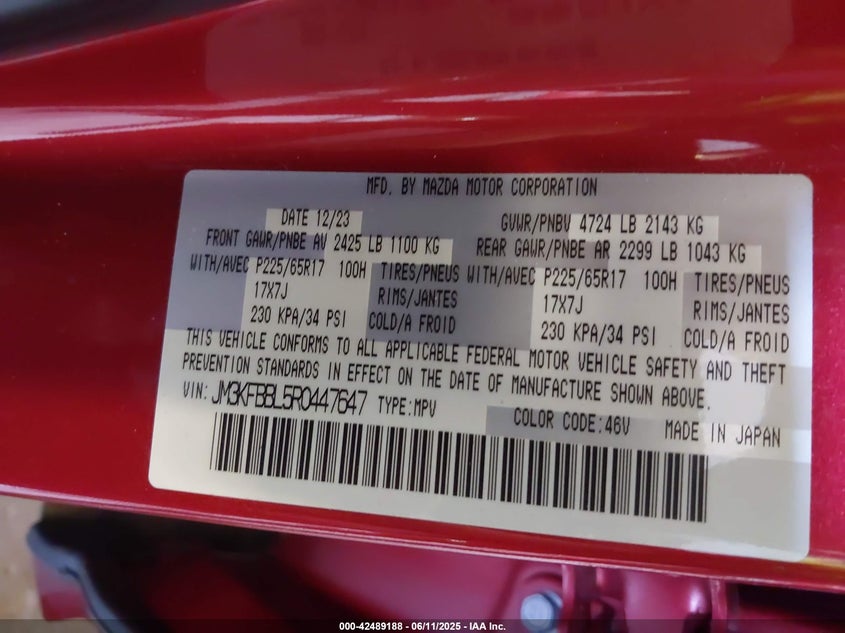 MFD. BY MAZDA MOTOR CORPORATION
DATE 12/23 GVWR/PNBV 4724 LB 2143 KG
FRONT GAWR/PNBE AV 2425 LB 1100 KG REAR GAWR/PNBE AR 2299 LB 1043 KG
WITH/AVEC P225/65R17 100H TIRES/PNEUS WITH/AVEC P225/65R17 100H TIRES/PNEUS
17X7J RIMS/JANTES 17X7J RIMS/JANTES
230 KPA/34 PSI COLD/A FROID 230 KPA/34 PSI COLD/A FROID
THIS VEHICLE CONFORMS TO ALL APPLICABLE FEDERAL MOTOR VEHICLE SAFETY AND THEFT
PREVENTION STANDARDS IN EFFECT ON THE DATE OF MANUFACTURE SHOWN ABOVE.
VIN: JM3KFBBL5R0447647 TYPE:MPV COLOR CODE:46V MADE IN JAPAN
000-42489188 - 06/11/2025 - IAA Inc.